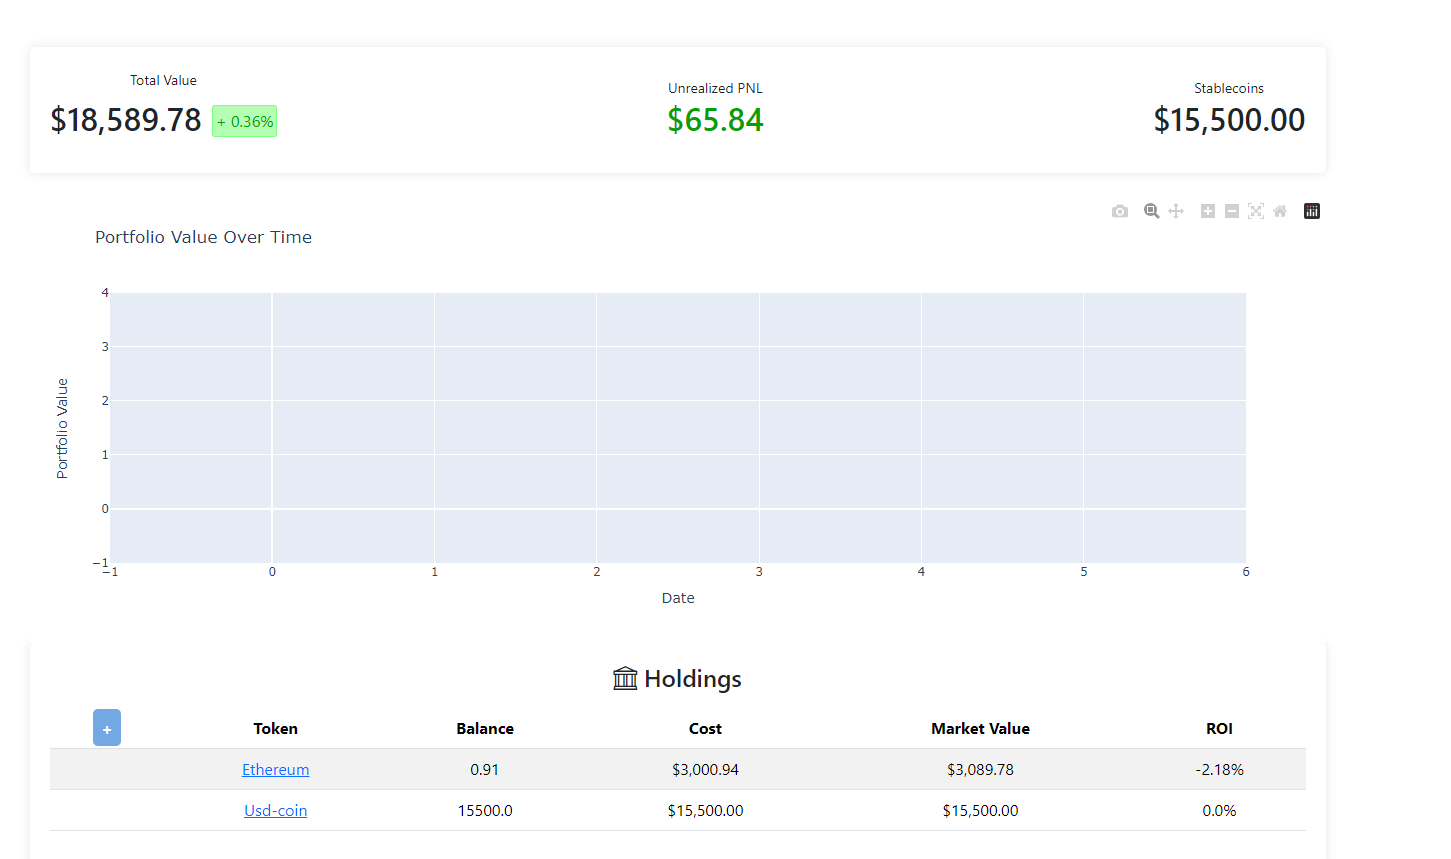 Total Value
$18,589.78 + 0.36%
Unrealized PNL
$65.84
Stablecoins
$15,500.00
Portfolio Value Over Time
4
3
2
1
0
−1
Portfolio Value
−1 0 1 2 3 4 5 6
Date
Holdings
+ Token Balance Cost Market Value ROI
Ethereum 0.91 $3,000.94 $3,089.78 -2.18%
Usd-coin 15500.0 $15,500.00 $15,500.00 0.0%